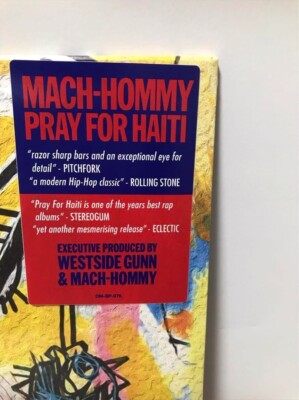 MACH-HOMMY
PRAY FOR HAITI
"razor sharp bars and an exceptional eye for
detail" - PITCHFORK
"a modern Hip-Hop classic" - ROLLING STONE
"Pray For Haiti is one of the years best rap
albums" - STEREOGUM
"yet another mesmerising release" - ECLECTIC
EXECUTIVE PRODUCED BY
WESTSIDE GUNN
& MACH-HOMMY